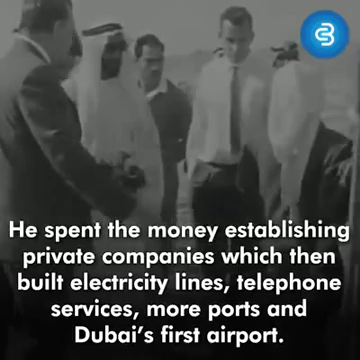 He spent the money establishing
private companies which then
built electricity lines, telephone
services, more ports and
Dubai's first airport.